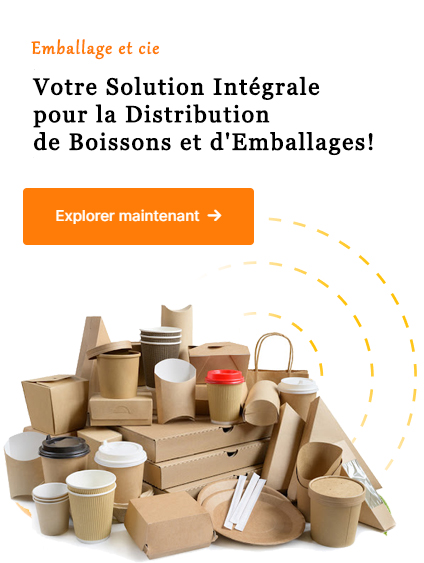 Emballage et cie
Votre Solution Intégrale
pour la Distribution
de Boissons et d'Emballages!
Explorer maintenant →